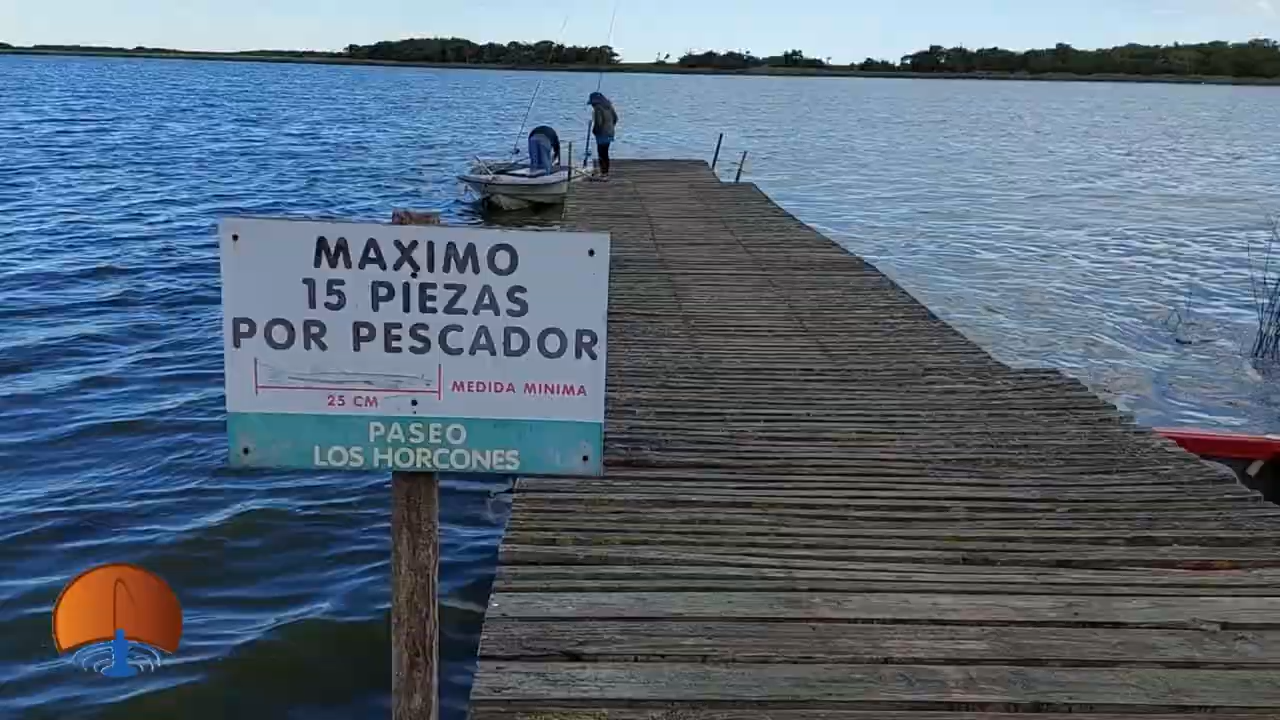 MAXIMO
15 PIEZAS
POR PESCADOR
MEDIDA MINIMA
25 CM
PASEO
LOS HORCONES